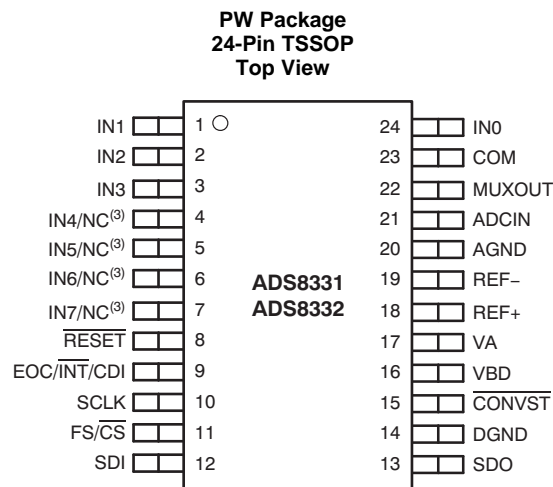 PW Package
24-Pin TSSOP
Top View
IN1 1 24 IN0
IN2 2 23 COM
IN3 3 22 MUXOUT
IN4/NC(3) 4 21 ADCIN
IN5/NC(3) 5 20 AGND
IN6/NC(3) 6 19 REF−
ADS8331
IN7/NC(3) 7 18 REF+
ADS8332
RESET 8 17 VA
EOC/INT/CDI 9 16 VBD
SCLK 10 15 CONVST
FS/CS 11 14 DGND
SDI 12 13 SDO